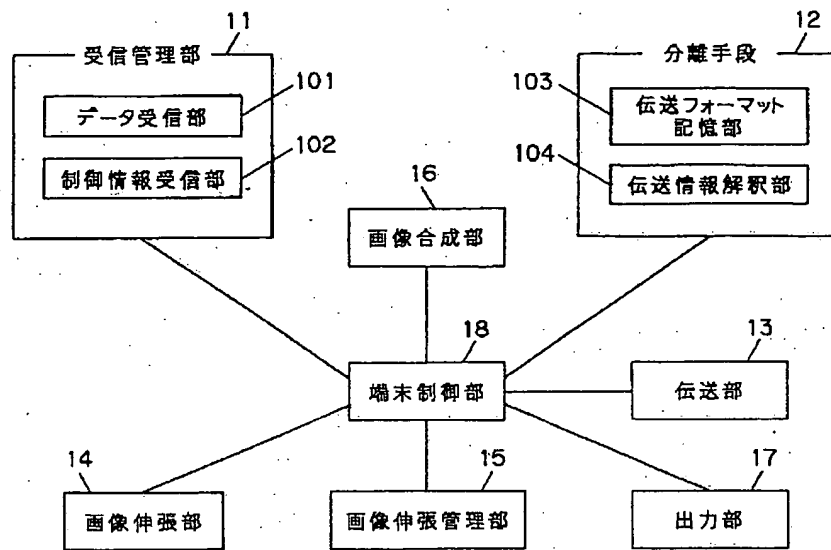 11
受信管理部
101
データ受信部
102
制御情報受信部
12
分離手段
103
伝送フォーマット
記憶部
104
伝送情報解釈部
16
画像合成部
18
端末制御部
13
伝送部
14
画像伸張部
15
画像伸張管理部
17
出力部